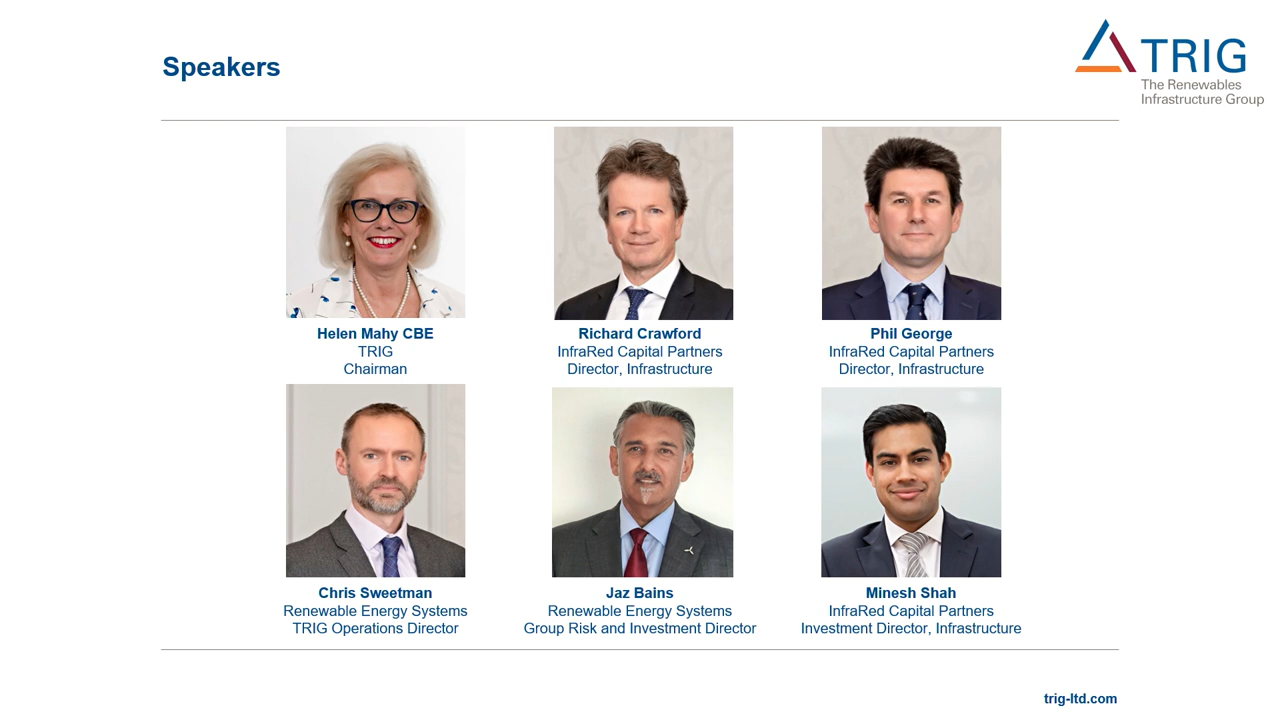 Speakers
TRIG
The Renewables
Infrastructure Group
Helen Mahy CBE
TRIG
Chairman
Richard Crawford
InfraRed Capital Partners
Director, Infrastructure
Phil George
InfraRed Capital Partners
Director, Infrastructure
Chris Sweetman
Renewable Energy Systems
TRIG Operations Director
Jaz Bains
Renewable Energy Systems
Group Risk and Investment Director
Minesh Shah
InfraRed Capital Partners
Investment Director, Infrastructure
trig-ltd.com